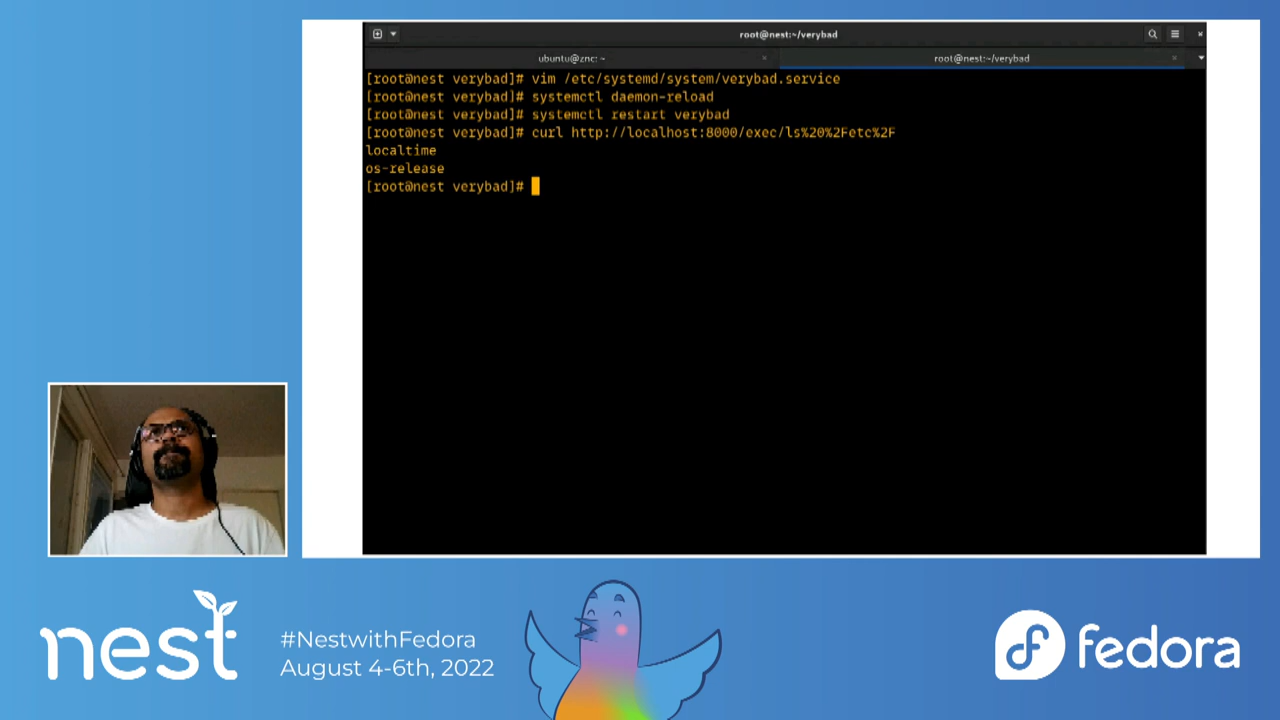 root@nest:~/verybad
ubuntu@znc: ~
root@nest:~/verybad
[root@nest verybad]# vim /etc/systemd/system/verybad.service
[root@nest verybad]# systemctl daemon-reload
[root@nest verybad]# systemctl restart verybad
[root@nest verybad]# curl http://localhost:8000/exec/ls%20%2Fetc%2F
localtime
os-release
[root@nest verybad]#
nest
#NestwithFedora
August 4-6th, 2022
fedora